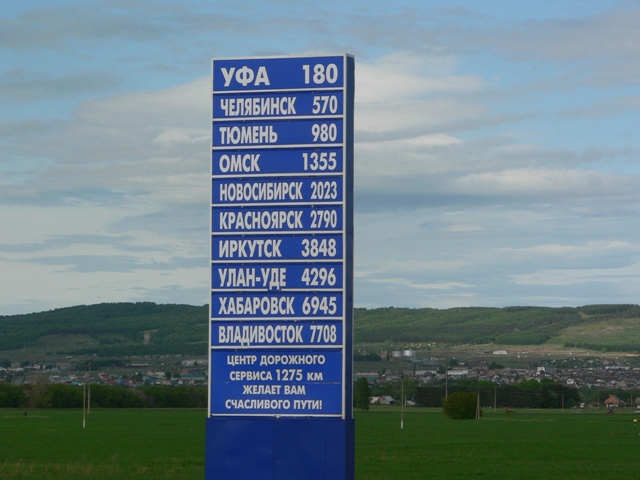 УФА 180
ЧЕЛЯБИНСК 570
ТЮМЕНЬ 980
ОМСК 1355
НОВОСИБИРСК 2023
КРАСНОЯРСК 2790
ИРКУТСК 3848
УЛАН-УДЕ 4296
ХАБАРОВСК 6945
ВЛАДИВОСТОК 7708
ЦЕНТР ДОРОЖНОГО
СЕРВИСА 1275 КМ
ЖЕЛАЕТ ВАМ
СЧАСЛИВОГО ПУТИ!